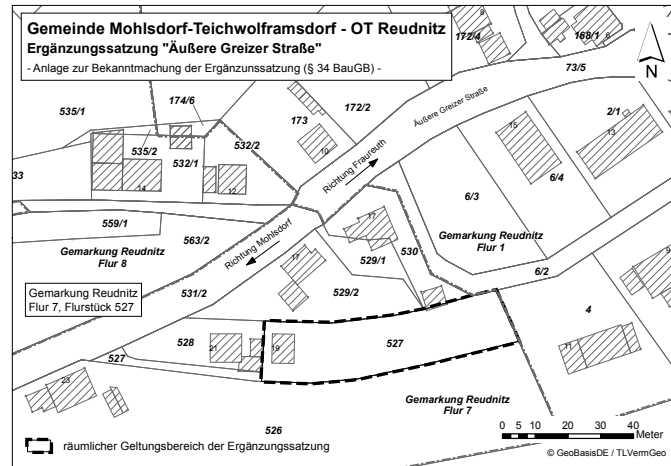 Gemeinde Mohlsdorf-Teichwolframsdorf - OT Reudnitz
Ergänzungssatzung "Äußere Greizer Straße"
- Anlage zur Bekanntmachung der Ergänzunssatzung (§ 34 BauGB) -
172/4
8
168/1
6
73/5
N
535/1
174/6
173
172/2
Äußere Greizer Straße
2/1
13
15
535/2
532/2
10
532/1
33
14
12
Richtung Fraureuth
6/3
6/4
559/1
563/2
Gemarkung Reudnitz
Flur 8
Richtung Mohlsdorf
17
17
530
529/1
Gemarkung Reudnitz
Flur 1
6/2
9
Gemarkung Reudnitz
Flur 7, Flurstück 527
531/2
529/2
4
528
21
19
527
11
527
23
Gemarkung Reudnitz
Flur 7
526
räumlicher Geltungsbereich der Ergänzungssatzung
0 5 10 20 30 40
Meter
© GeoBasisDE / TLVermGeo